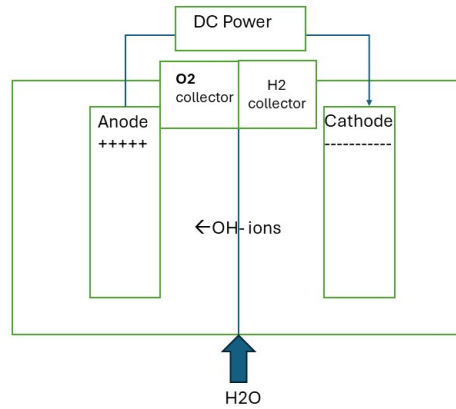 DC Power
O2
collector
H2
collector
Anode
+++++
Cathode
-----------
←OH- ions
H2O